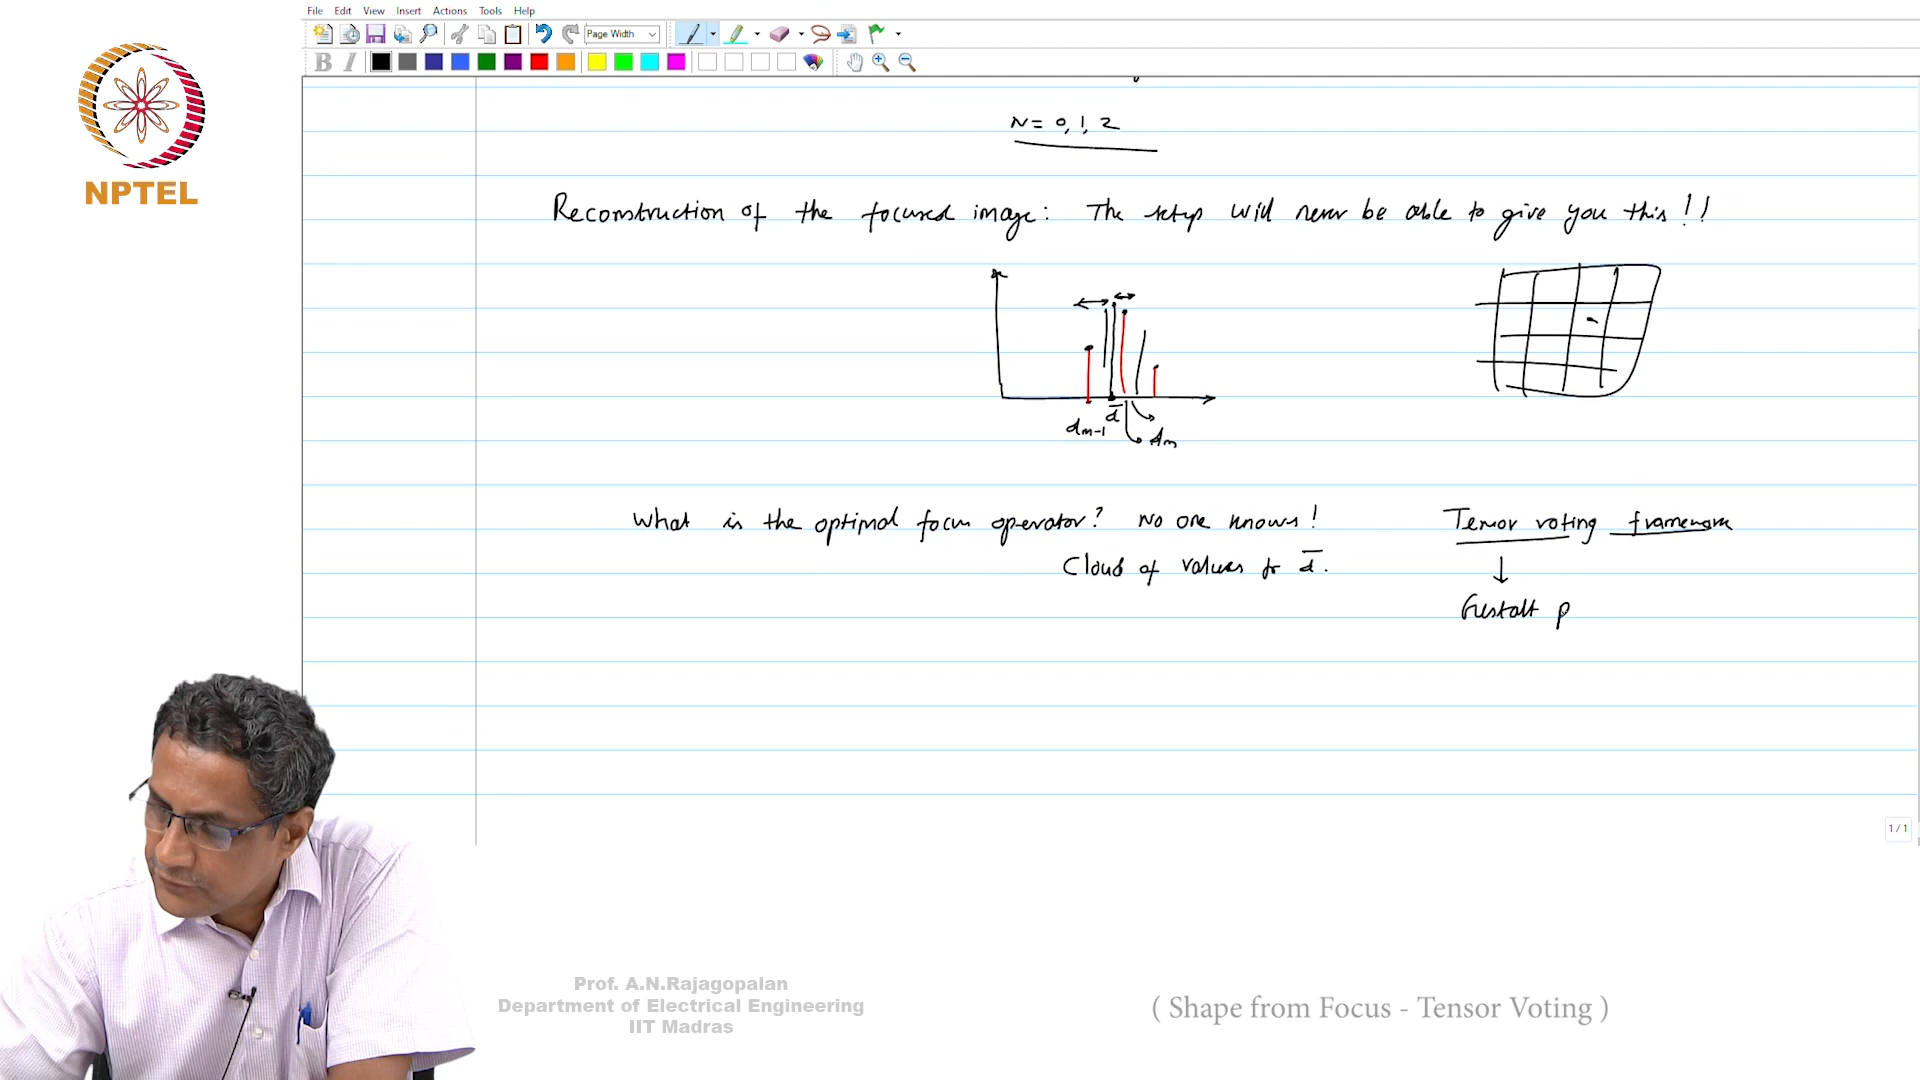 File Edit View Insert Actions Tools Help
Page Width
B I
NPTEL
N = 0, 1, 2
Reconstruction of the focused image: The setup will never be able to give you this!!
d̅
dm-1
dm
What is the optimal focus operator? No one knows!
Tensor voting framework
Cloud of values for d̅.
Gestalt p
1 / 1
Prof. A.N.Rajagopalan
Department of Electrical Engineering
IIT Madras
( Shape from Focus - Tensor Voting )